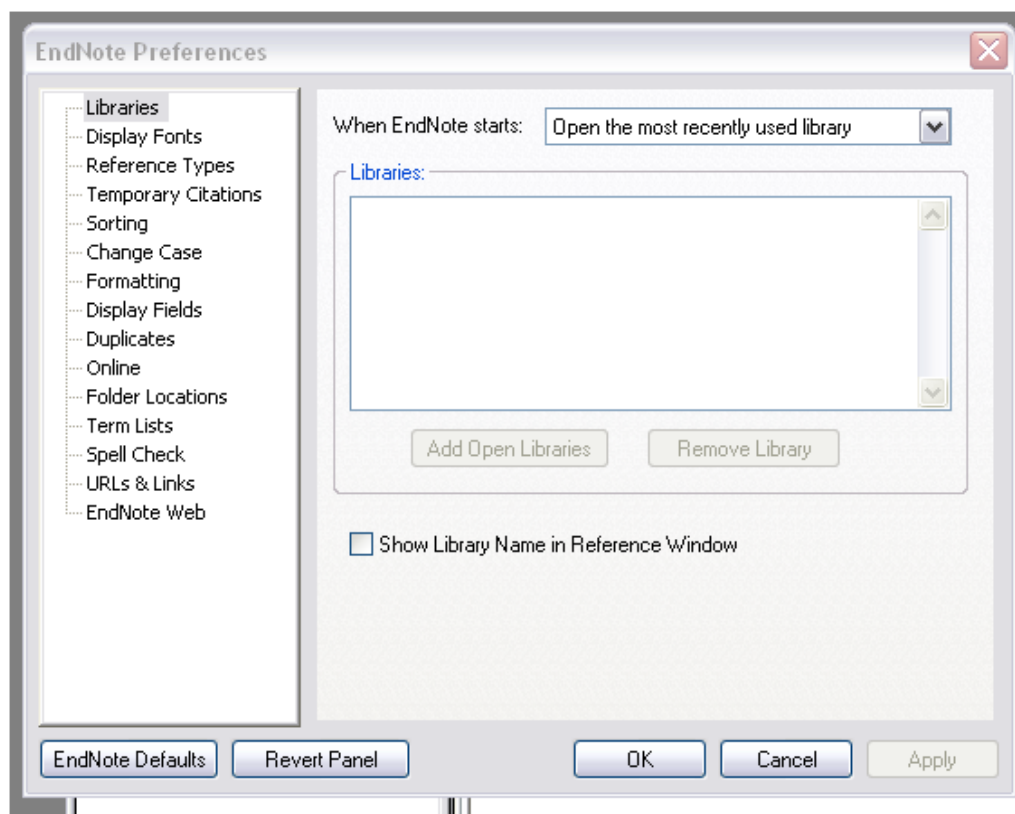 EndNote Preferences
Libraries
Display Fonts
Reference Types
Temporary Citations
Sorting
Change Case
Formatting
Display Fields
Duplicates
Online
Folder Locations
Term Lists
Spell Check
URLs & Links
EndNote Web
When EndNote starts: Open the most recently used library
Libraries:
Add Open Libraries Remove Library
Show Library Name in Reference Window
EndNote Defaults Revert Panel OK Cancel Apply